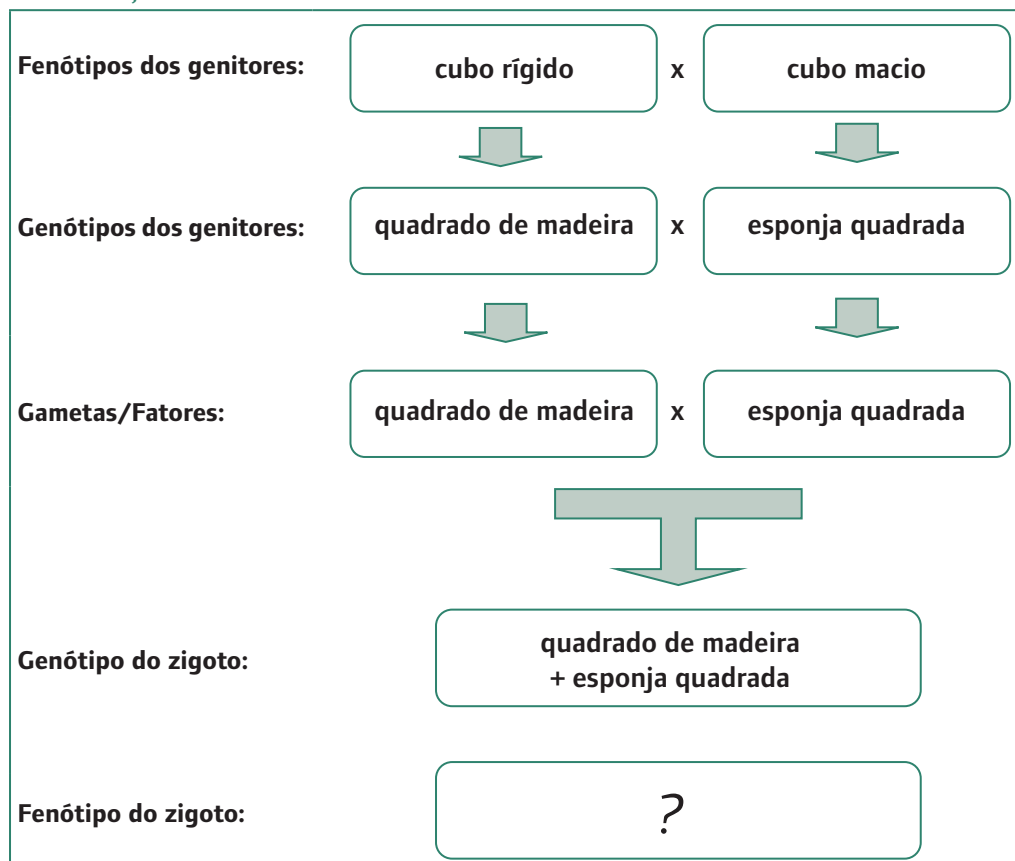 Fenótipos dos genitores: cubo rígido x cubo macio
Genótipos dos genitores: quadrado de madeira x esponja quadrada
Gametas/Fatores: quadrado de madeira x esponja quadrada
Genótipo do zigoto: quadrado de madeira
+ esponja quadrada
Fenótipo do zigoto: ?